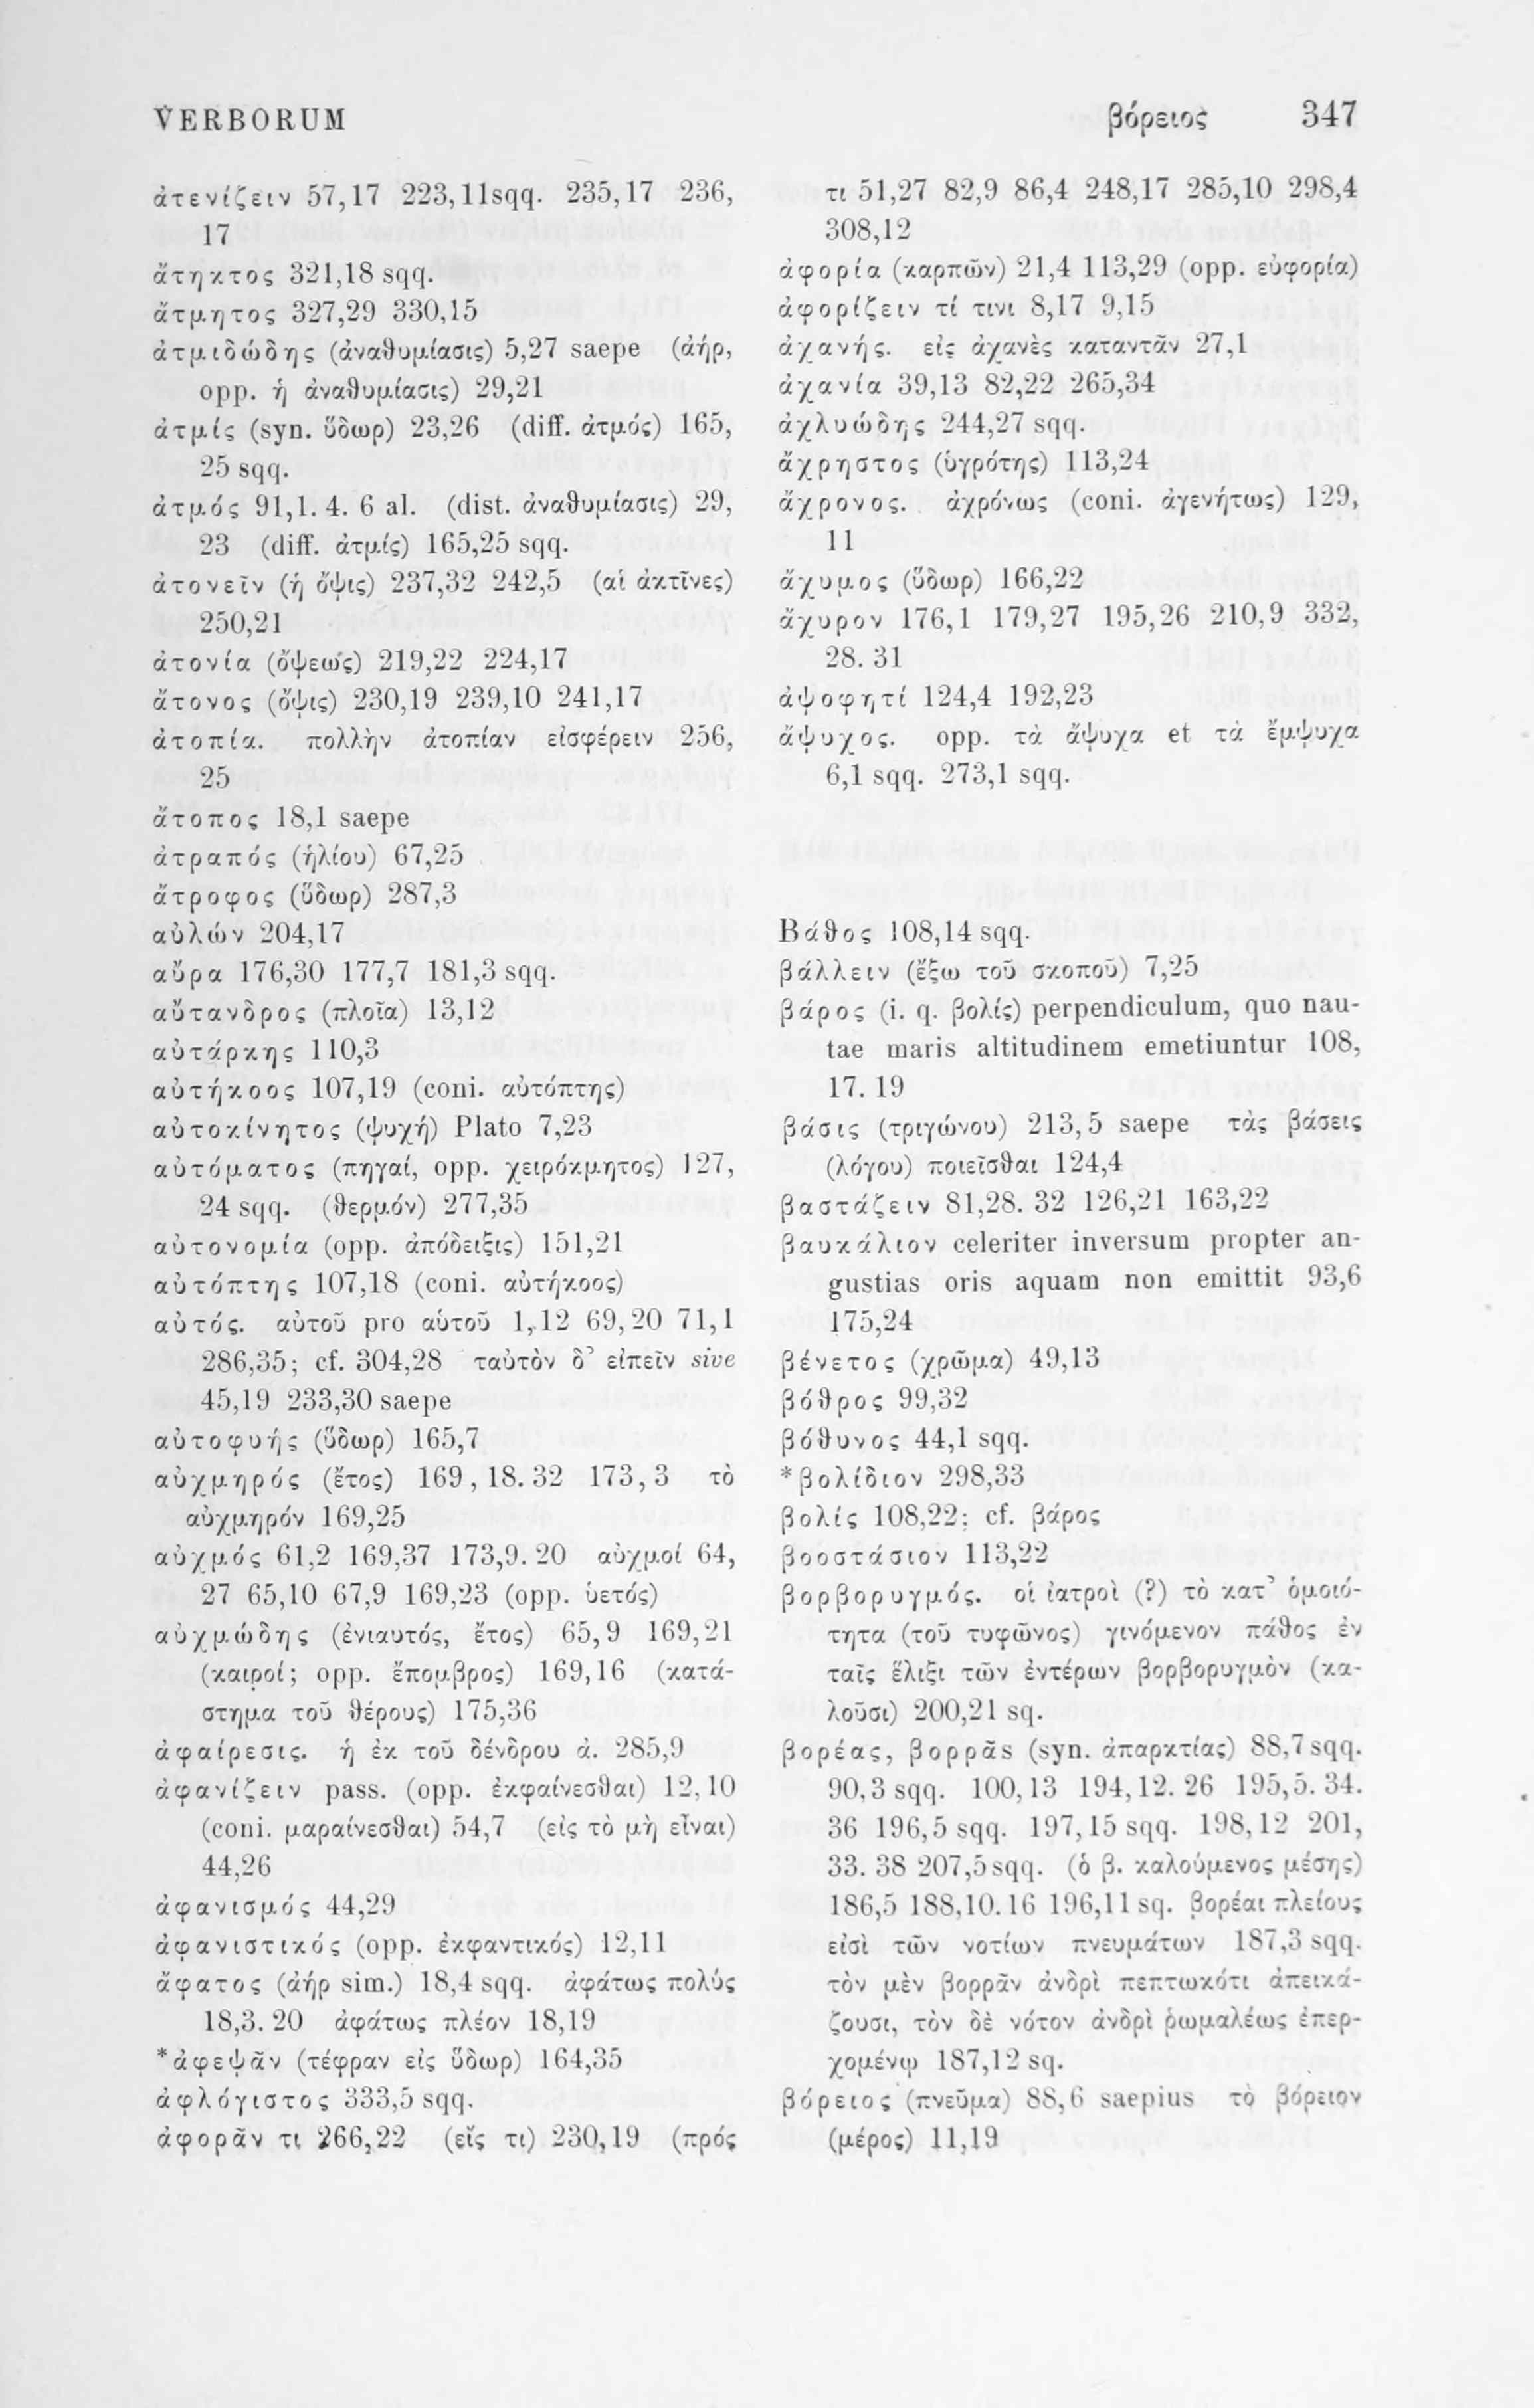 VERBORUM βόρειος 347
ἀτενίζειν 57,17 223,11sqq. 235,17 236,
17
ἄτηκτος 321,18 sqq.
ἄτμητος 327,29 330,15
ἀτμιδώδης (ἀναθυμίασις) 5,27 saepe (ἀήρ,
opp. ἡ ἀναθυμίασις) 29,21
ἀτμίς (syn. ὕδωρ) 23,26 (diff. ἀτμός) 165,
25 sqq.
ἀτμός 91,1. 4. 6 al. (dist. ἀναθυμίασις) 29,
23 (diff. ἀτμίς) 165,25 sqq.
ἀτονεῖν (ἡ ὄψις) 237,32 242,5 (αἱ ἀκτῖνες)
250,21
ἀτονία (ὄψεως) 219,22 224,17
ἄτονος (ὄψις) 230,19 239,10 241,17
ἀτοπία. πολλὴν ἀτοπίαν εἰσφέρειν 256,
25
ἄτοπος 18,1 saepe
ἀτραπός (ἡλίου) 67,25
ἄτροφος (ὕδωρ) 287,3
αὐλών 204,17
αὔρα 176,30 177,7 181,3 sqq.
αὔτανδρος (πλοῖα) 13,12
αὐτάρκης 110,3
αὐτήκοος 107,19 (coni. αὐτόπτης)
αὐτοκίνητος (ψυχή) Plato 7,23
αὐτόματος (πηγαί, opp. χειρόκμητος) 127,
24 sqq. (θερμόν) 277,35
αὐτονομία (opp. ἀπόδειξις) 151,21
αὐτόπτης 107,18 (coni. αὐτήκοος)
αὐτός. αὐτοῦ pro αὑτοῦ 1,12 69,20 71,1
286,35; cf. 304,28 ταὐτὸν δ’ εἰπεῖν sive
45,19 233,30 saepe
αὐτοφυής (ὕδωρ) 165,7
αὐχμηρός (ἔτος) 169,18. 32 173,3 τὸ
αὐχμηρόν 169,25
αὐχμός 61,2 169,37 173,9. 20 αὐχμοί 64,
27 65,10 67,9 169,23 (opp. ὑετός)
αὐχμώδης (ἐνιαυτός, ἔτος) 65,9 169,21
(καιροί; opp. ἔπομβρος) 169,16 (κατά-
στημα τοῦ θέρους) 175,36
ἀφαίρεσις. ἡ ἐκ τοῦ δένδρου ἀ. 285,9
ἀφανίζειν pass. (opp. ἐκφαίνεσθαι) 12,10
(coni. μαραίνεσθαι) 54,7 (εἰς τὸ μὴ εἶναι)
44,26
ἀφανισμός 44,29
ἀφανιστικός (opp. ἐκφαντικός) 12,11
ἄφατος (ἀήρ sim.) 18,4 sqq. ἀφάτως πολύς
18,3. 20 ἀφάτως πλέον 18,19
*ἀφεψᾶν (τέφραν εἰς ὕδωρ) 164,35
ἀφλόγιστος 333,5 sqq.
ἀφορᾶν τι 266,22 (εἴς τι) 230,19 (πρός
τι 51,27 82,9 86,4 248,17 285,10 298,4
308,12
ἀφορία (καρπῶν) 21,4 113,29 (opp. εὐφορία)
ἀφορίζειν τί τινι 8,17 9,15
ἀχανής. εἰς ἀχανὲς καταντᾶν 27,1
ἀχανία 39,13 82,22 265,34
ἀχλυώδης 244,27 sqq.
ἄχρηστος (ὑγρότης) 113,24
ἄχρονος. ἀχρόνως (coni. ἀγενήτως) 129,
11
ἄχυμος (ὕδωρ) 166,22
ἄχυρον 176,1 179,27 195,26 210,9 332,
28. 31
ἀψοφητί 124,4 192,23
ἄψυχος. opp. τὰ ἄψυχα et τὰ ἔμψυχα
6,1 sqq. 273,1 sqq.
Βάθος 108,14 sqq.
βάλλειν (ἔξω τοῦ σκοποῦ) 7,25
βάρος (i. q. βολίς) perpendiculum, quo nau-
tae maris altitudinem emetiuntur 108,
17. 19
βάσις (τριγώνου) 213,5 saepe τὰς βάσεις
(λόγου) ποιεῖσθαι 124,4
βαστάζειν 81,28. 32 126,21 163,22
βαυκάλιον celeriter inversum propter an-
gustias oris aquam non emittit 93,6
175,24
βένετος (χρῶμα) 49,13
βόθρος 99,32
βόθυνος 44,1 sqq.
*βολίδιον 298,33
βολίς 108,22; cf. βάρος
βοοστάσιον 113,22
βορβορυγμός. οἱ ἰατροὶ (?) τὸ κατ’ ὁμοιό-
τητα (τοῦ τυφῶνος) γινόμενον πάθος ἐν
ταῖς ἕλιξι τῶν ἐντέρων βορβορυγμὸν (κα-
λοῦσι) 200,21 sq.
βορέας, βορρᾶs (syn. ἀπαρκτίας) 88,7 sqq.
90,3 sqq. 100,13 194,12. 26 195,5. 34.
36 196,5 sqq. 197,15 sqq. 198,12 201,
33. 38 207,5 sqq. (ὁ β. καλούμενος μέσης)
186,5 188,10. 16 196,11 sq. βορέαι πλείους
εἰσὶ τῶν νοτίων πνευμάτων 187,3 sqq.
τὸν μὲν βορρᾶν ἀνδρὶ πεπτωκότι ἀπεικά-
ζουσι, τὸν δὲ νότον ἀνδρὶ ῥωμαλέως ἐπερ-
χομένῳ 187,12 sq.
βόρειος (πνεῦμα) 88,6 saepius τὸ βόρειον
(μέρος) 11,19